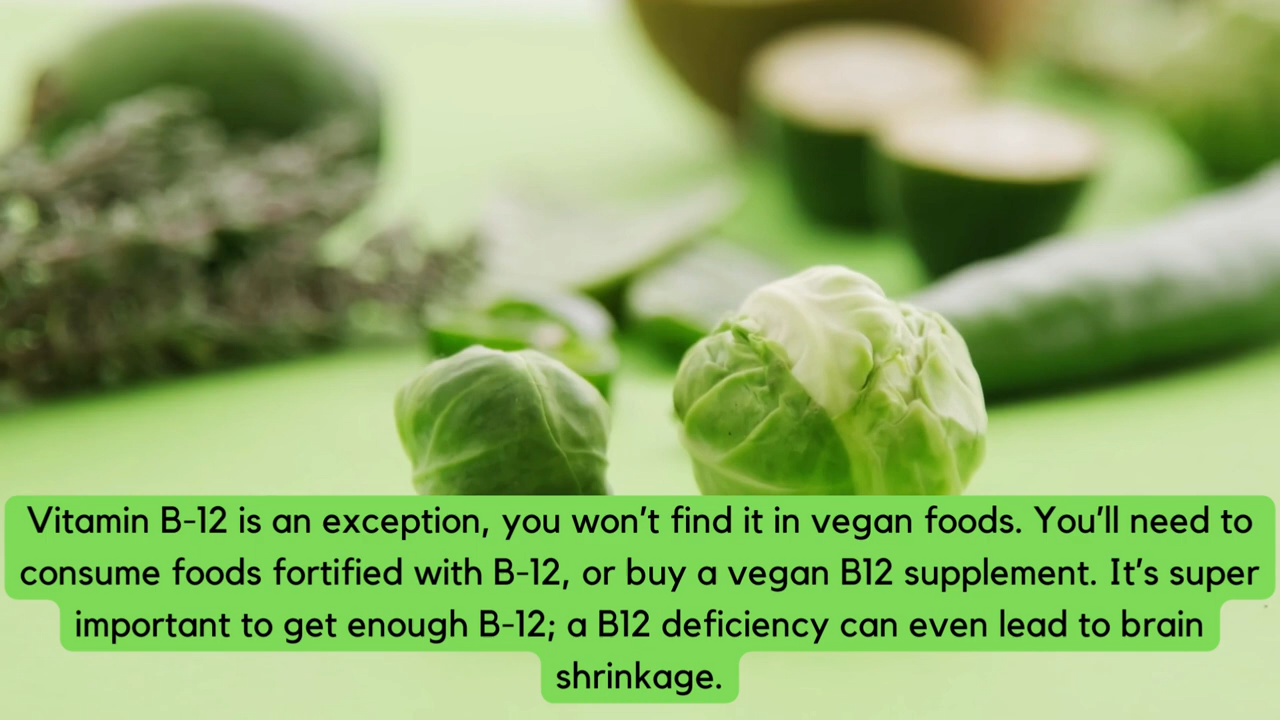 Vitamin B-12 is an exception, you won’t find it in vegan foods. You’ll need to
consume foods fortified with B-12, or buy a vegan B12 supplement. It’s super
important to get enough B-12; a B12 deficiency can even lead to brain
shrinkage.